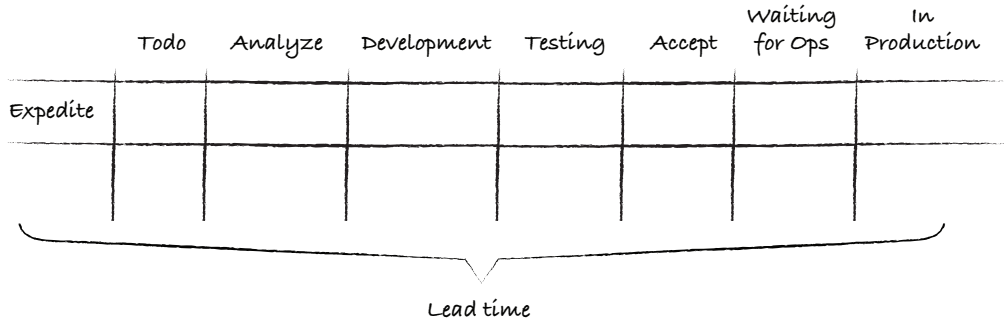 Todo
Analyze
Development
Testing
Accept
Waiting
for Ops
In
Production
Expedite
Lead time